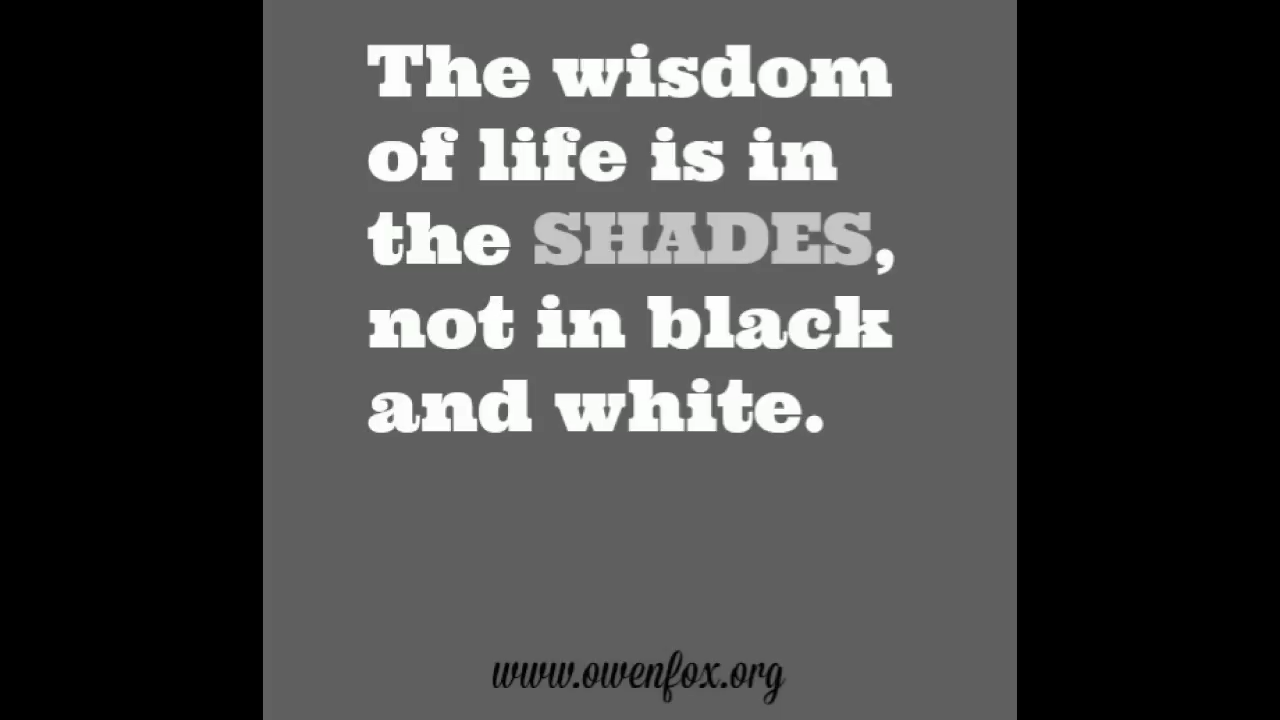 The wisdom
of life is in
the SHADES,
not in black
and white.
www.owenfox.org